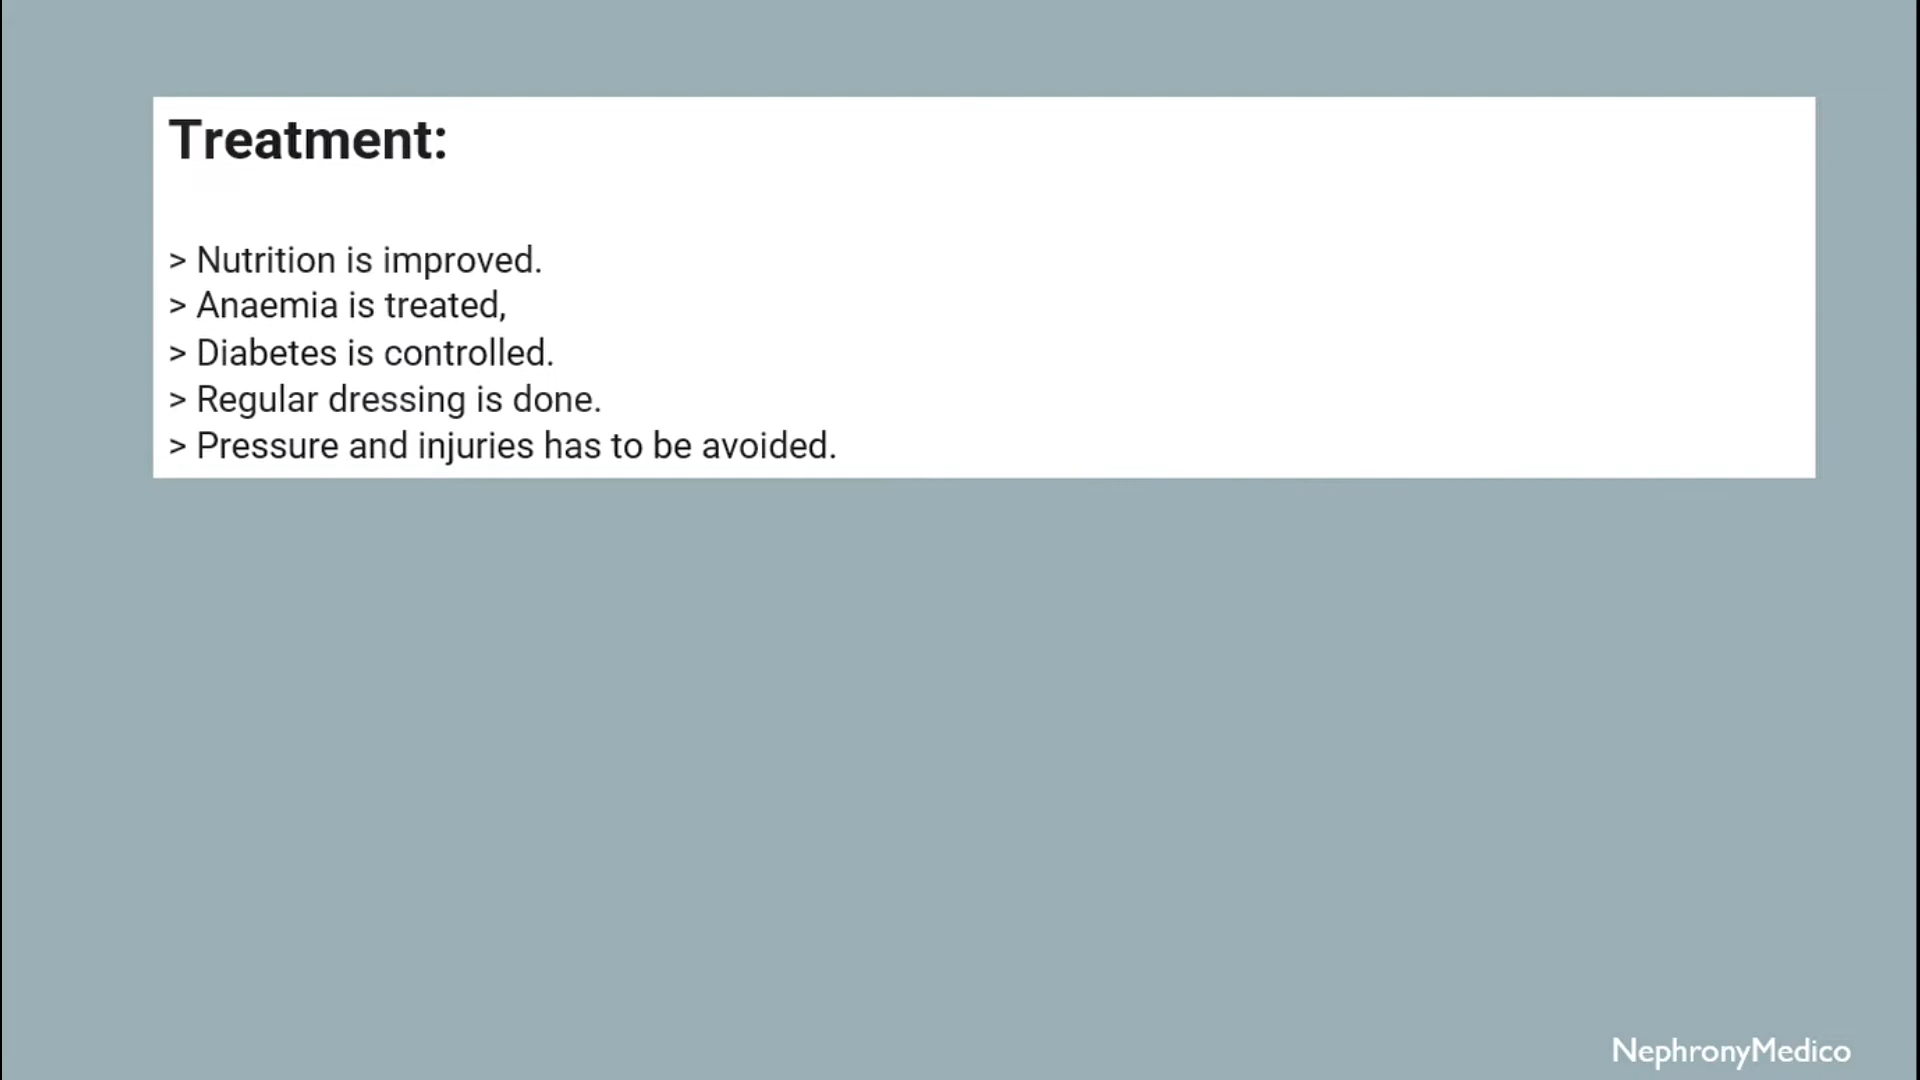 Treatment:
> Nutrition is improved.
> Anaemia is treated,
> Diabetes is controlled.
> Regular dressing is done.
> Pressure and injuries has to be avoided.
NephronyMedico